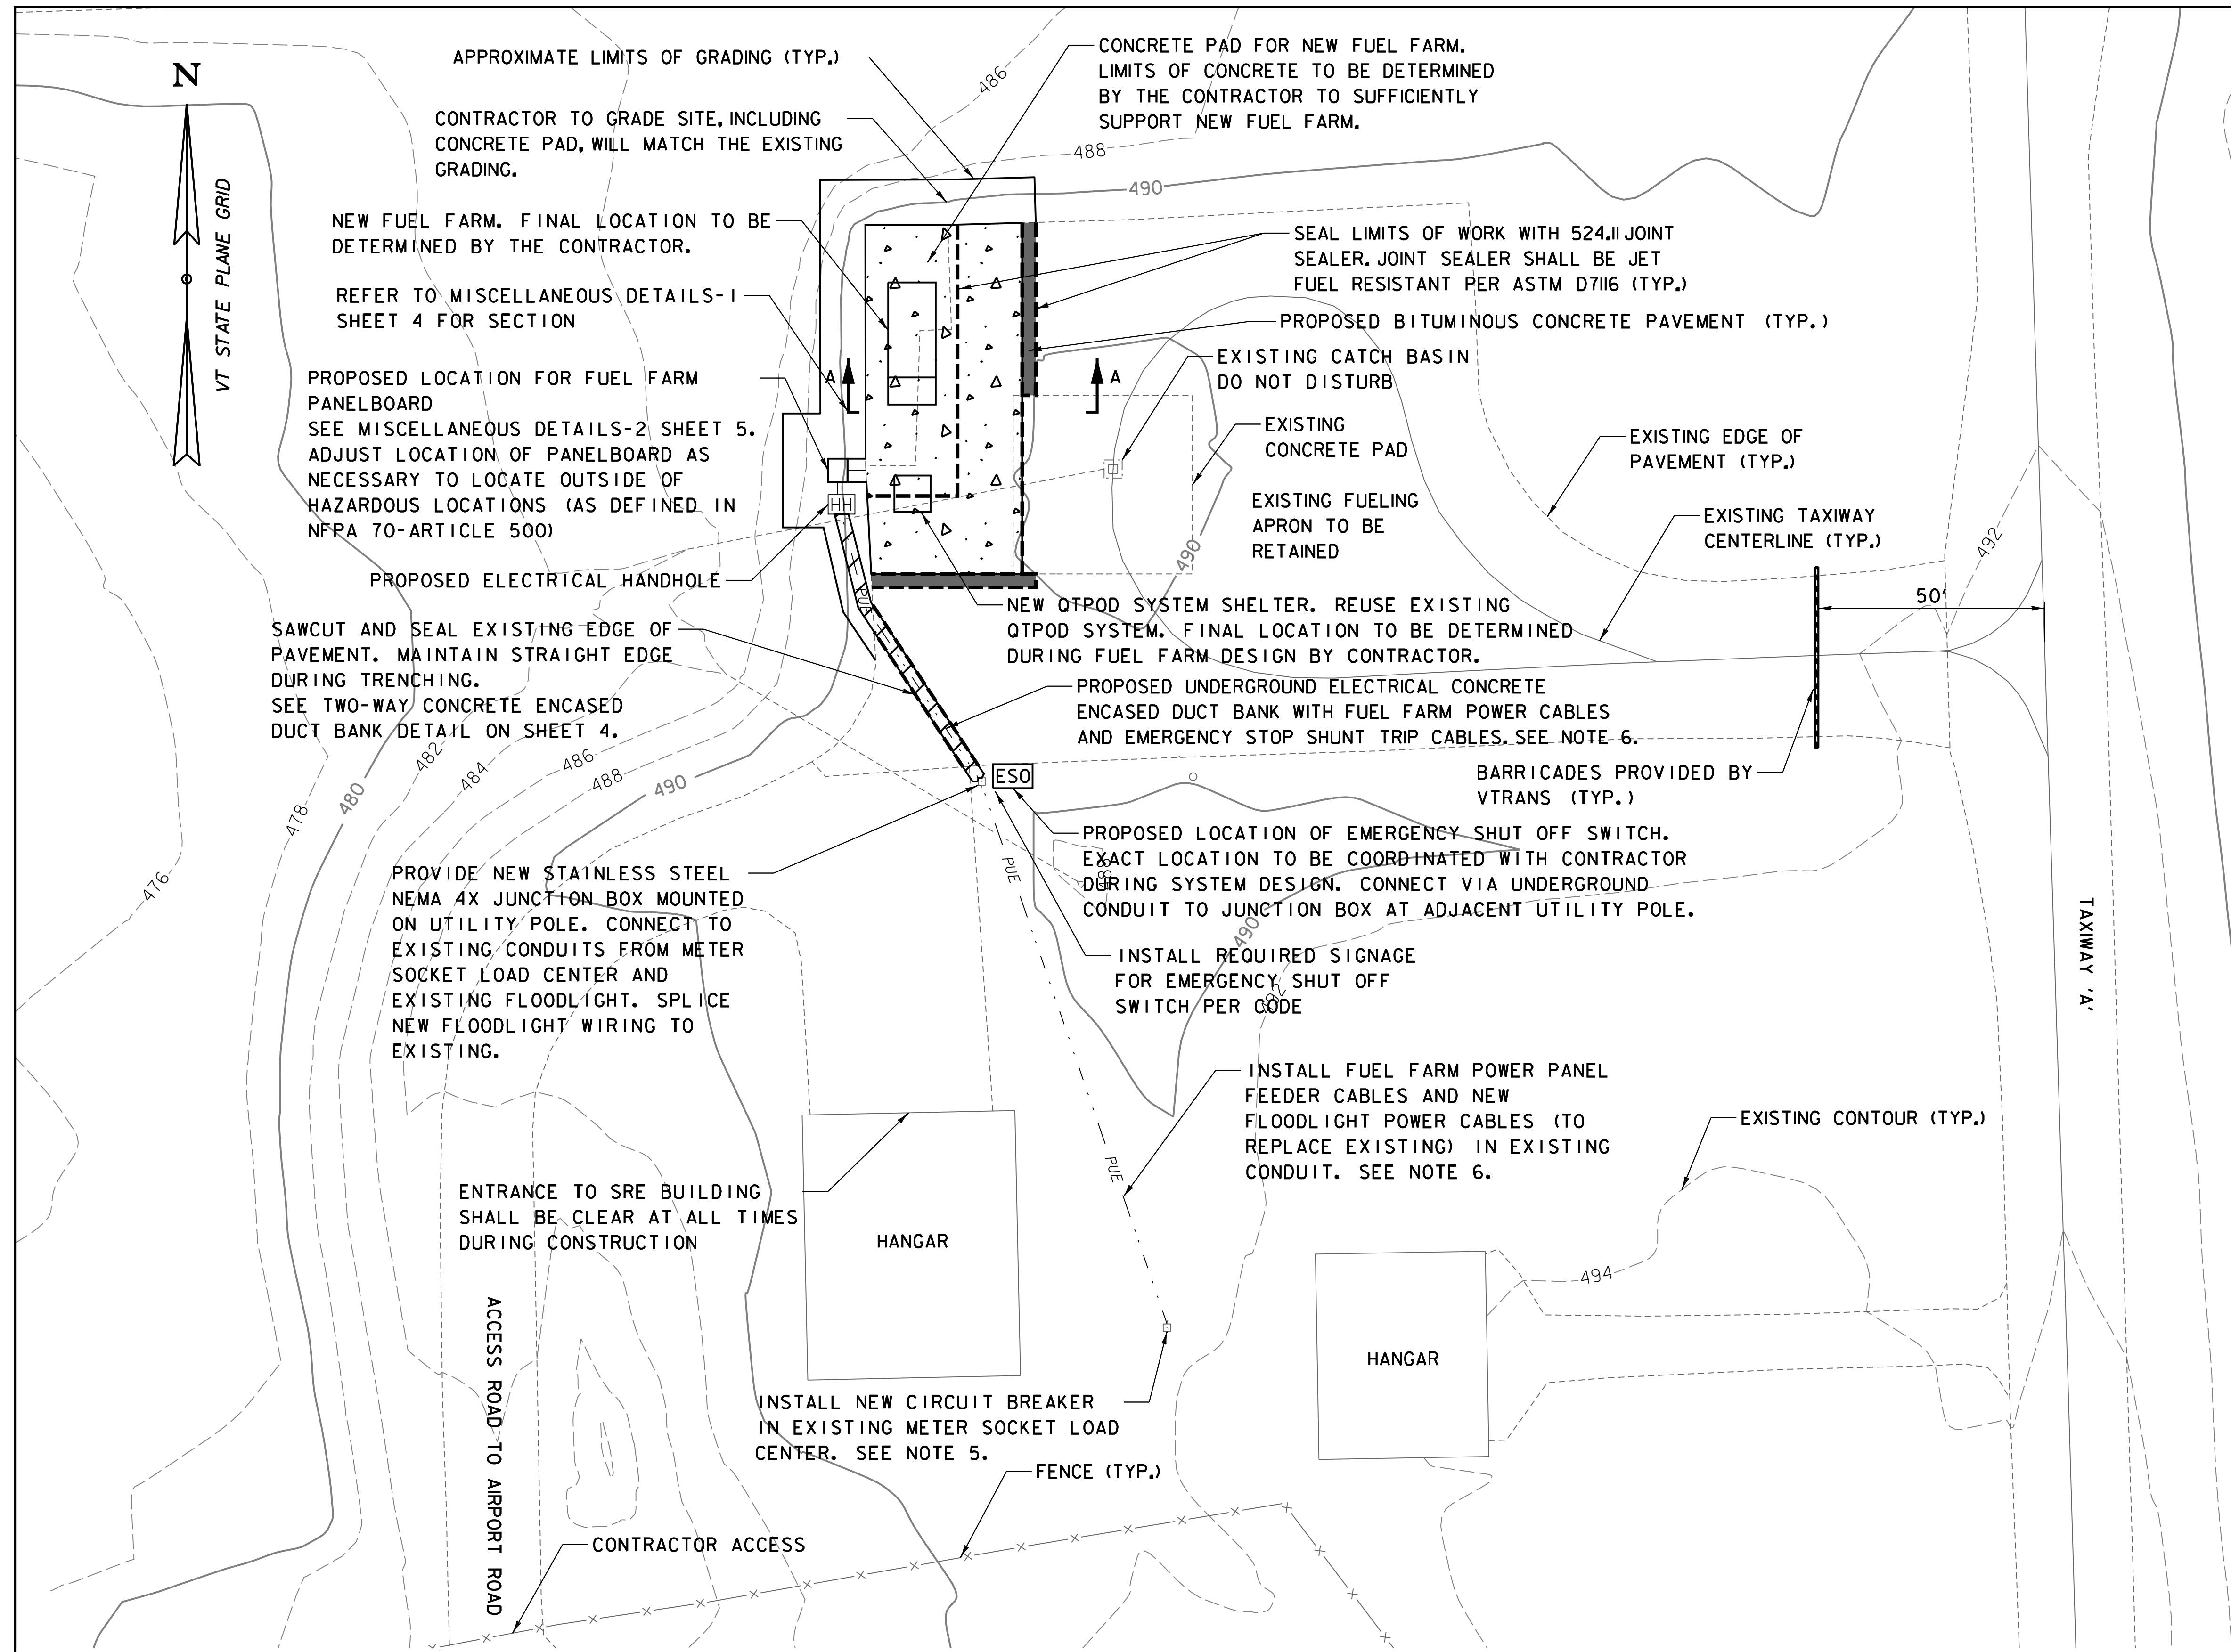 N
VT STATE PLANE GRID
APPROXIMATE LIMITS OF GRADING (TYP.)
CONTRACTOR TO GRADE SITE, INCLUDING
CONCRETE PAD, WILL MATCH THE EXISTING
GRADING.
NEW FUEL FARM. FINAL LOCATION TO BE
DETERMINED BY THE CONTRACTOR.
REFER TO MISCELLANEOUS DETAILS-1
SHEET 4 FOR SECTION
PROPOSED LOCATION FOR FUEL FARM
PANELBOARD
SEE MISCELLANEOUS DETAILS-2 SHEET 5.
ADJUST LOCATION OF PANELBOARD AS
NECESSARY TO LOCATE OUTSIDE OF
HAZARDOUS LOCATIONS (AS DEFINED IN
NFPA 70-ARTICLE 500)
PROPOSED ELECTRICAL HANDHOLE
SAWCUT AND SEAL EXISTING EDGE OF
PAVEMENT. MAINTAIN STRAIGHT EDGE
DURING TRENCHING.
SEE TWO-WAY CONCRETE ENCASED
DUCT BANK DETAIL ON SHEET 4.
PROVIDE NEW STAINLESS STEEL
NEMA 4X JUNCTION BOX MOUNTED
ON UTILITY POLE. CONNECT TO
EXISTING CONDUITS FROM METER
SOCKET LOAD CENTER AND
EXISTING FLOODLIGHT. SPLICE
NEW FLOODLIGHT WIRING TO
EXISTING.
ENTRANCE TO SRE BUILDING
SHALL BE CLEAR AT ALL TIMES
DURING CONSTRUCTION
ACCESS ROAD TO AIRPORT ROAD
CONTRACTOR ACCESS
FENCE (TYP.)
INSTALL NEW CIRCUIT BREAKER
IN EXISTING METER SOCKET LOAD
CENTER. SEE NOTE 5.
HANGAR
HANGAR
CONCRETE PAD FOR NEW FUEL FARM.
LIMITS OF CONCRETE TO BE DETERMINED
BY THE CONTRACTOR TO SUFFICIENTLY
SUPPORT NEW FUEL FARM.
SEAL LIMITS OF WORK WITH 524.11 JOINT
SEALER. JOINT SEALER SHALL BE JET
FUEL RESISTANT PER ASTM D7116 (TYP.)
PROPOSED BITUMINOUS CONCRETE PAVEMENT (TYP.)
EXISTING CATCH BASIN
DO NOT DISTURB
EXISTING
CONCRETE PAD
EXISTING FUELING
APRON TO BE
RETAINED
EXISTING EDGE OF
PAVEMENT (TYP.)
EXISTING TAXIWAY
CENTERLINE (TYP.)
50'
NEW QTPOD SYSTEM SHELTER. REUSE EXISTING
QTPOD SYSTEM. FINAL LOCATION TO BE DETERMINED
DURING FUEL FARM DESIGN BY CONTRACTOR.
PROPOSED UNDERGROUND ELECTRICAL CONCRETE
ENCASED DUCT BANK WITH FUEL FARM POWER CABLES
AND EMERGENCY STOP SHUNT TRIP CABLES. SEE NOTE 6.
BARRICADES PROVIDED BY
VTRANS (TYP.)
PROPOSED LOCATION OF EMERGENCY SHUT OFF SWITCH.
EXACT LOCATION TO BE COORDINATED WITH CONTRACTOR
DURING SYSTEM DESIGN. CONNECT VIA UNDERGROUND
CONDUIT TO JUNCTION BOX AT ADJACENT UTILITY POLE.
INSTALL REQUIRED SIGNAGE
FOR EMERGENCY SHUT OFF
SWITCH PER CODE
INSTALL FUEL FARM POWER PANEL
FEEDER CABLES AND NEW
FLOODLIGHT POWER CABLES (TO
REPLACE EXISTING) IN EXISTING
CONDUIT. SEE NOTE 6.
EXISTING CONTOUR (TYP.)
TAXIWAY 'A'
A
A
HH
ESO
PUE
PUE
PUE
486
488
490
490
492
476
478
480
482
484
486
488
490
490
492
494